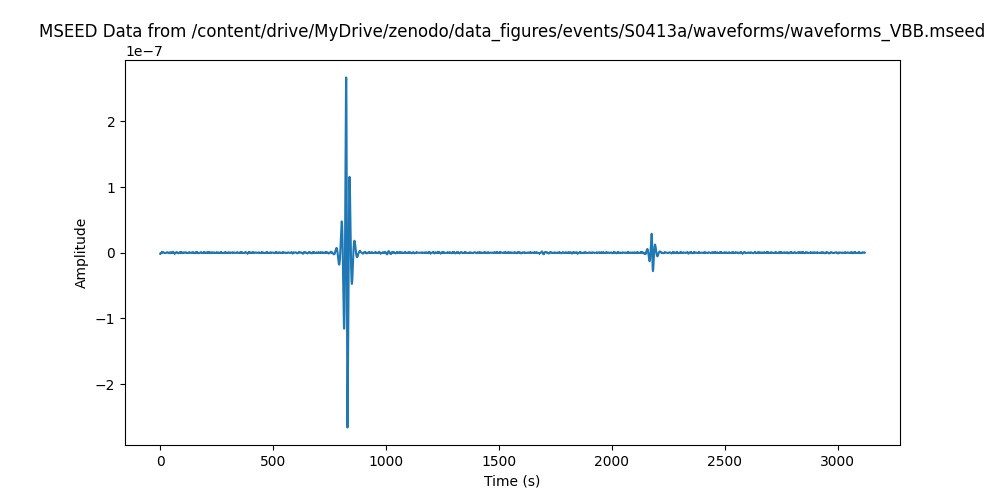 MSEED Data from /content/drive/MyDrive/zenodo/data_figures/events/S0413a/waveforms/waveforms_VBB.mseed
1e−7
2
1
0
−1
−2
Amplitude
0 500 1000 1500 2000 2500 3000
Time (s)